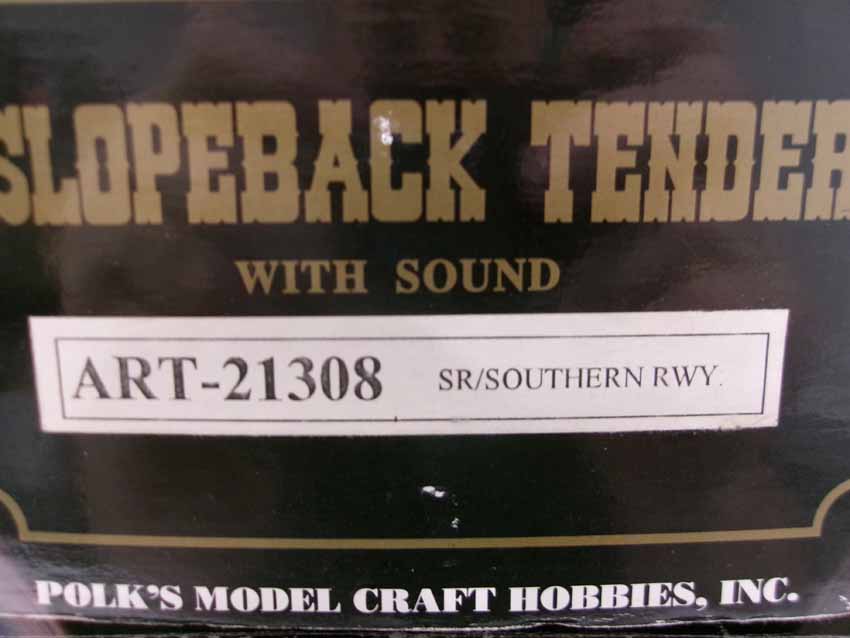 SLOPEBACK TENDER
WITH SOUND
ART-21308 SR/SOUTHERN RWY.
POLK'S MODEL CRAFT HOBBIES, INC.